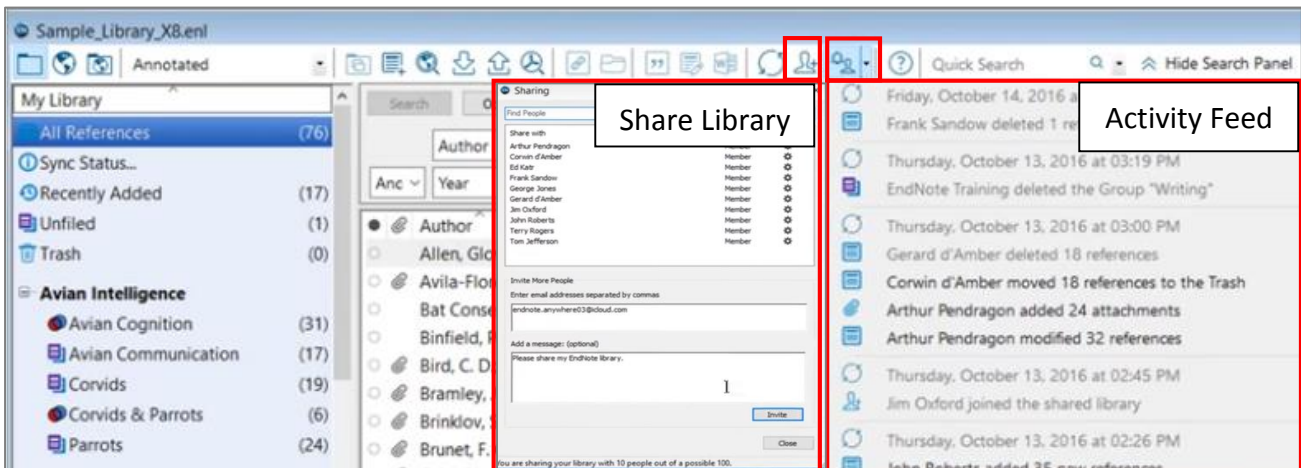 Sample_Library_X8.enl
Annotated
Quick Search
Hide Search Panel
My Library
All References (76)
Sync Status...
Recently Added (17)
Unfiled (1)
Trash (0)
Avian Intelligence
Avian Cognition (31)
Avian Communication (17)
Corvids (19)
Corvids & Parrots (6)
Parrots (24)
Search
Author
Anc Year
Author
Allen, Glo
Avila-Flor
Bat Conse
Binfield,
Bird, C. D
Bramley,
Brinklov,
Brunet, F.
Sharing
Share Library
Find People
Share with
Arthur Pendragon Member
Corwin d'Amber Member
Ed Katr Member
Frank Sandow Member
George Jones Member
Gerard d'Amber Member
Jim Oxford Member
John Roberts Member
Terry Rogers Member
Tom Jefferson Member
Invite More People
Enter email addresses separated by commas
endnote.anywhere03@icloud.com
Add a message: (optional)
Please share my EndNote library.
Invite
Close
You are sharing your library with 10 people out of a possible 100.
Activity Feed
Friday, October 14, 2016 a
Frank Sandow deleted 1 re
Thursday, October 13, 2016 at 03:19 PM
EndNote Training deleted the Group "Writing"
Thursday, October 13, 2016 at 03:00 PM
Gerard d'Amber deleted 18 references
Corwin d'Amber moved 18 references to the Trash
Arthur Pendragon added 24 attachments
Arthur Pendragon modified 32 references
Thursday, October 13, 2016 at 02:45 PM
Jim Oxford joined the shared library
Thursday, October 13, 2016 at 02:26 PM
John Roberts added 35 new references